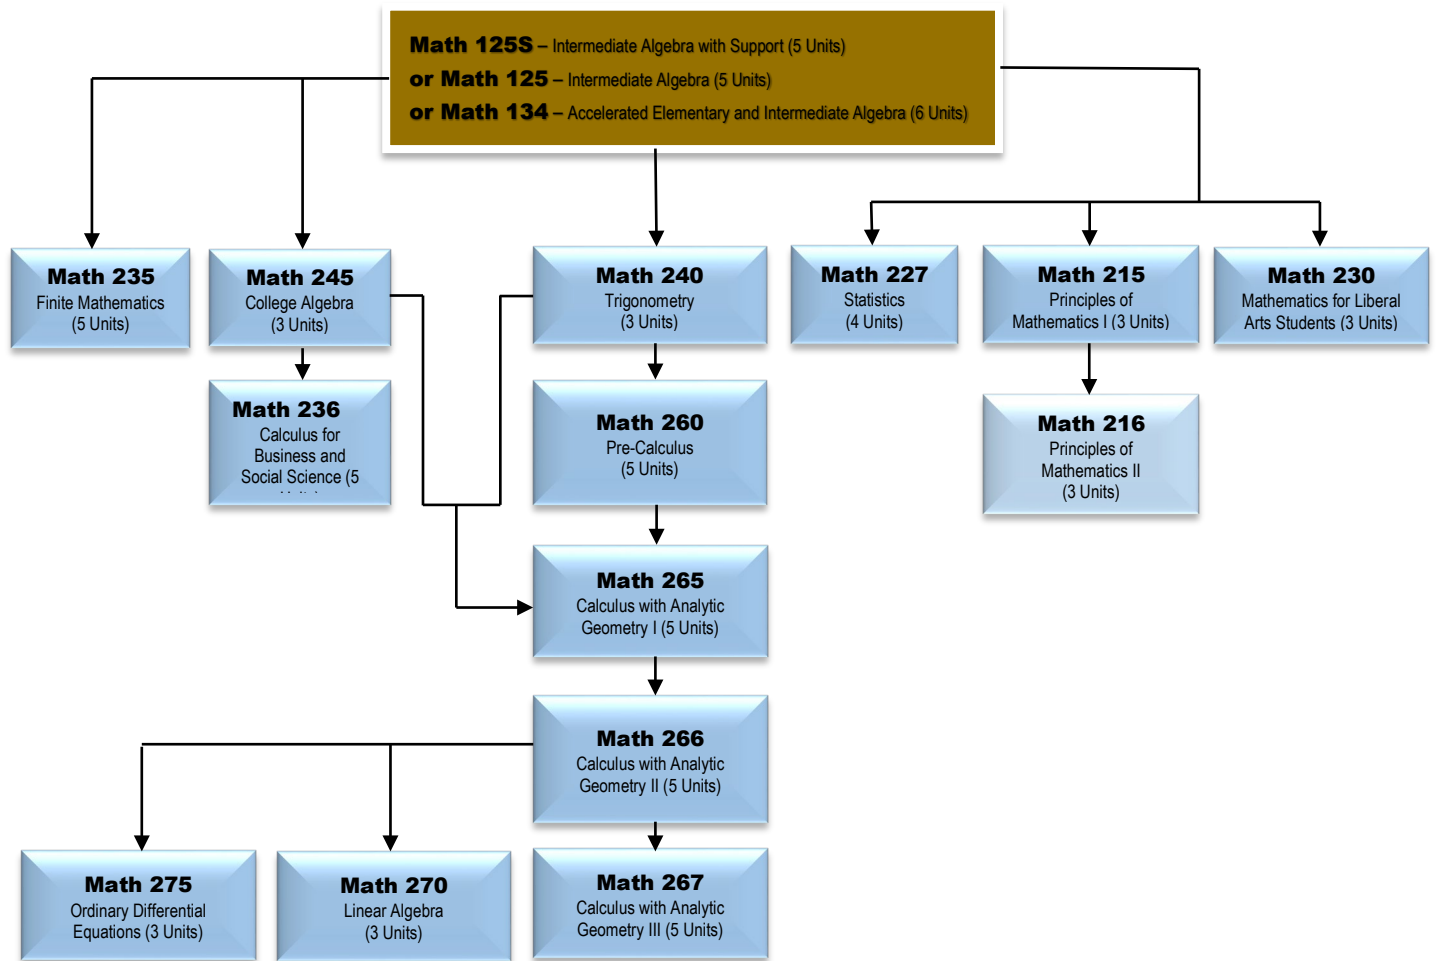 Math 125S – Intermediate Algebra with Support (5 Units)
or Math 125 – Intermediate Algebra (5 Units)
or Math 134 – Accelerated Elementary and Intermediate Algebra (6 Units)
Math 235
Finite Mathematics
(5 Units)
Math 245
College Algebra
(3 Units)
Math 240
Trigonometry
(3 Units)
Math 227
Statistics
(4 Units)
Math 215
Principles of
Mathematics I (3 Units)
Math 230
Mathematics for Liberal
Arts Students (3 Units)
Math 236
Calculus for
Business and
Social Science (5
Math 260
Pre-Calculus
(5 Units)
Math 216
Principles of
Mathematics II
(3 Units)
Math 265
Calculus with Analytic
Geometry I (5 Units)
Math 266
Calculus with Analytic
Geometry II (5 Units)
Math 275
Ordinary Differential
Equations (3 Units)
Math 270
Linear Algebra
(3 Units)
Math 267
Calculus with Analytic
Geometry III (5 Units)